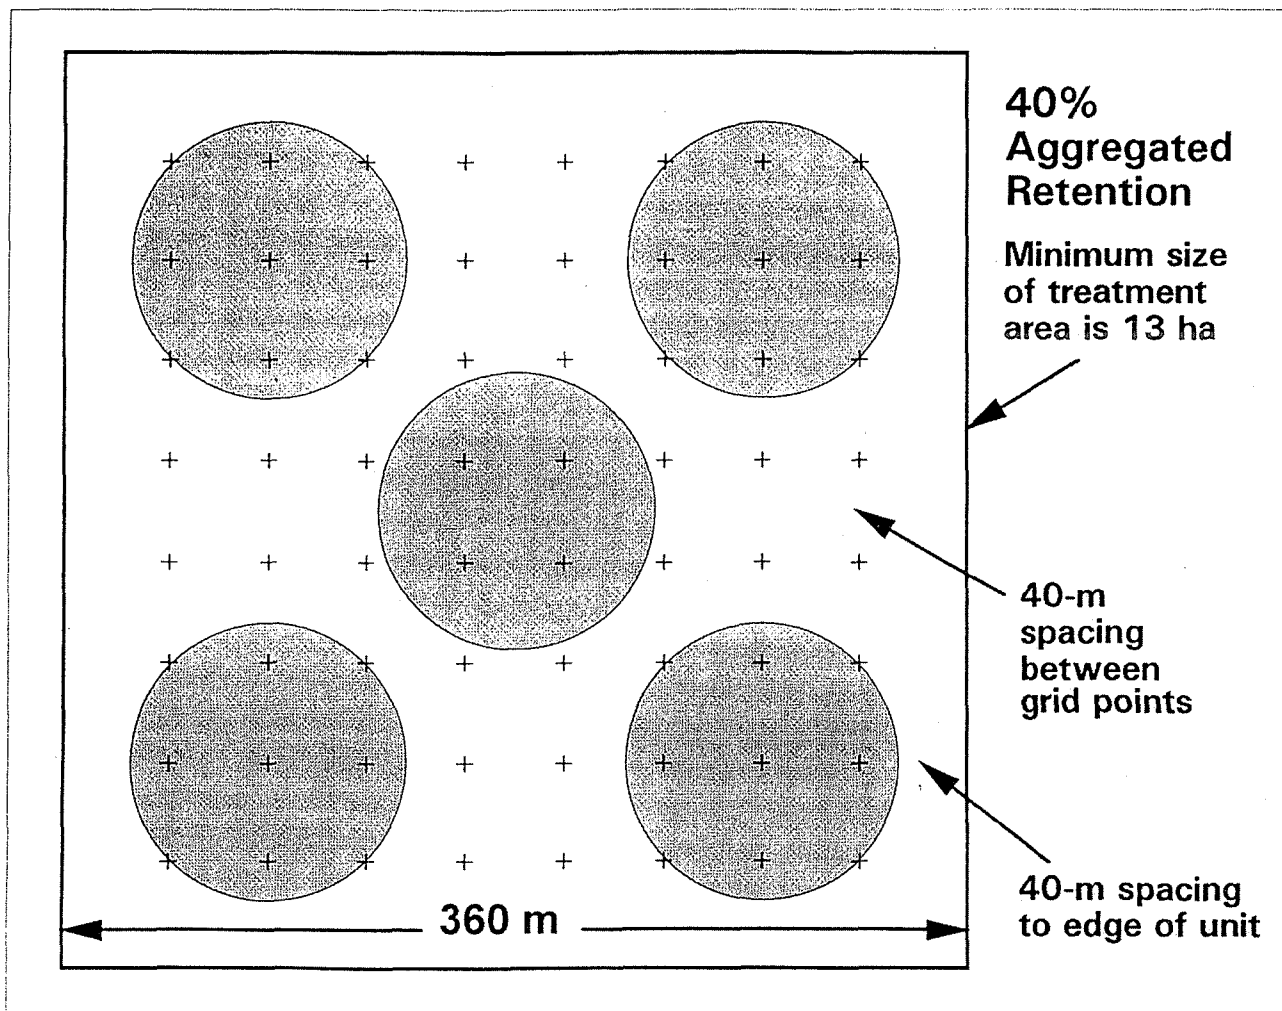 40%
Aggregated
Retention
Minimum size
of treatment
area is 13 ha
40-m
spacing
between
grid points
40-m spacing
to edge of unit
360 m